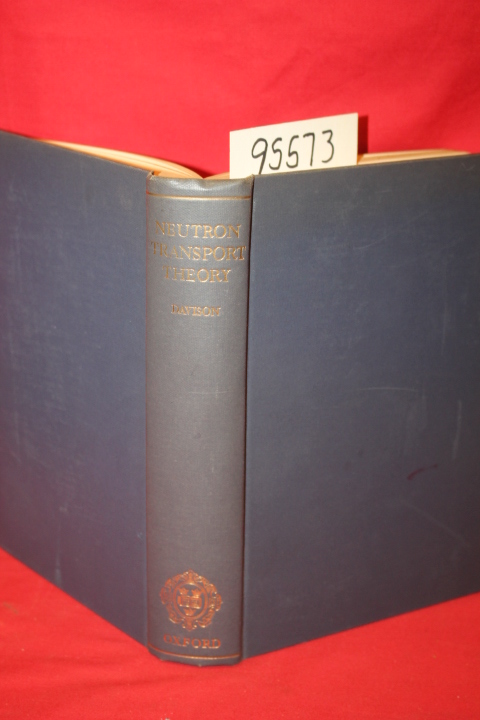 95573
NEUTRON
TRANSPORT
THEORY
DAVISON
OXFORD